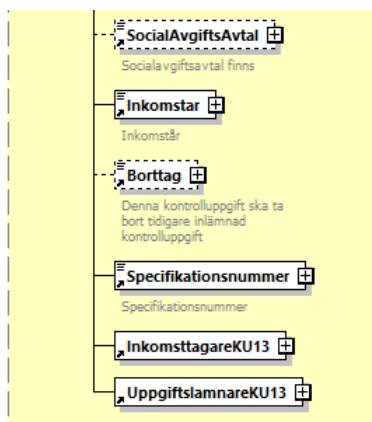 SocialAvgiftsAvtal
Socialavgiftsavtal finns
Inkomstar
Inkomstår
Borttag
Denna kontrolluppgift ska ta
bort tidigare inlämnad
kontrolluppgift
Specifikationsnummer
Specifikationsnummer
InkomsttagareKU13
UppgiftslamnareKU13